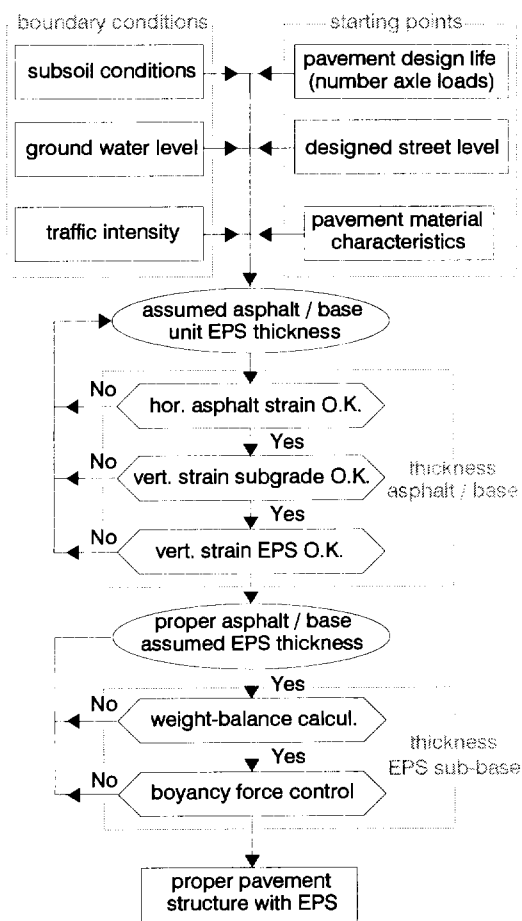 boundary conditions
starting points
subsoil conditions
pavement design life
(number axle loads)
ground water level
designed street level
traffic intensity
pavement material
characteristics
assumed asphalt / base
unit EPS thickness
No
hor. asphalt strain O.K.
Yes
No
vert. strain subgrade O.K.
thickness
asphalt / base
Yes
No
vert. strain EPS O.K.
proper asphalt / base
assumed EPS thickness
Yes
No
weight-balance calcul.
thickness
EPS sub-base
Yes
No
boyancy force control
proper pavement
structure with EPS